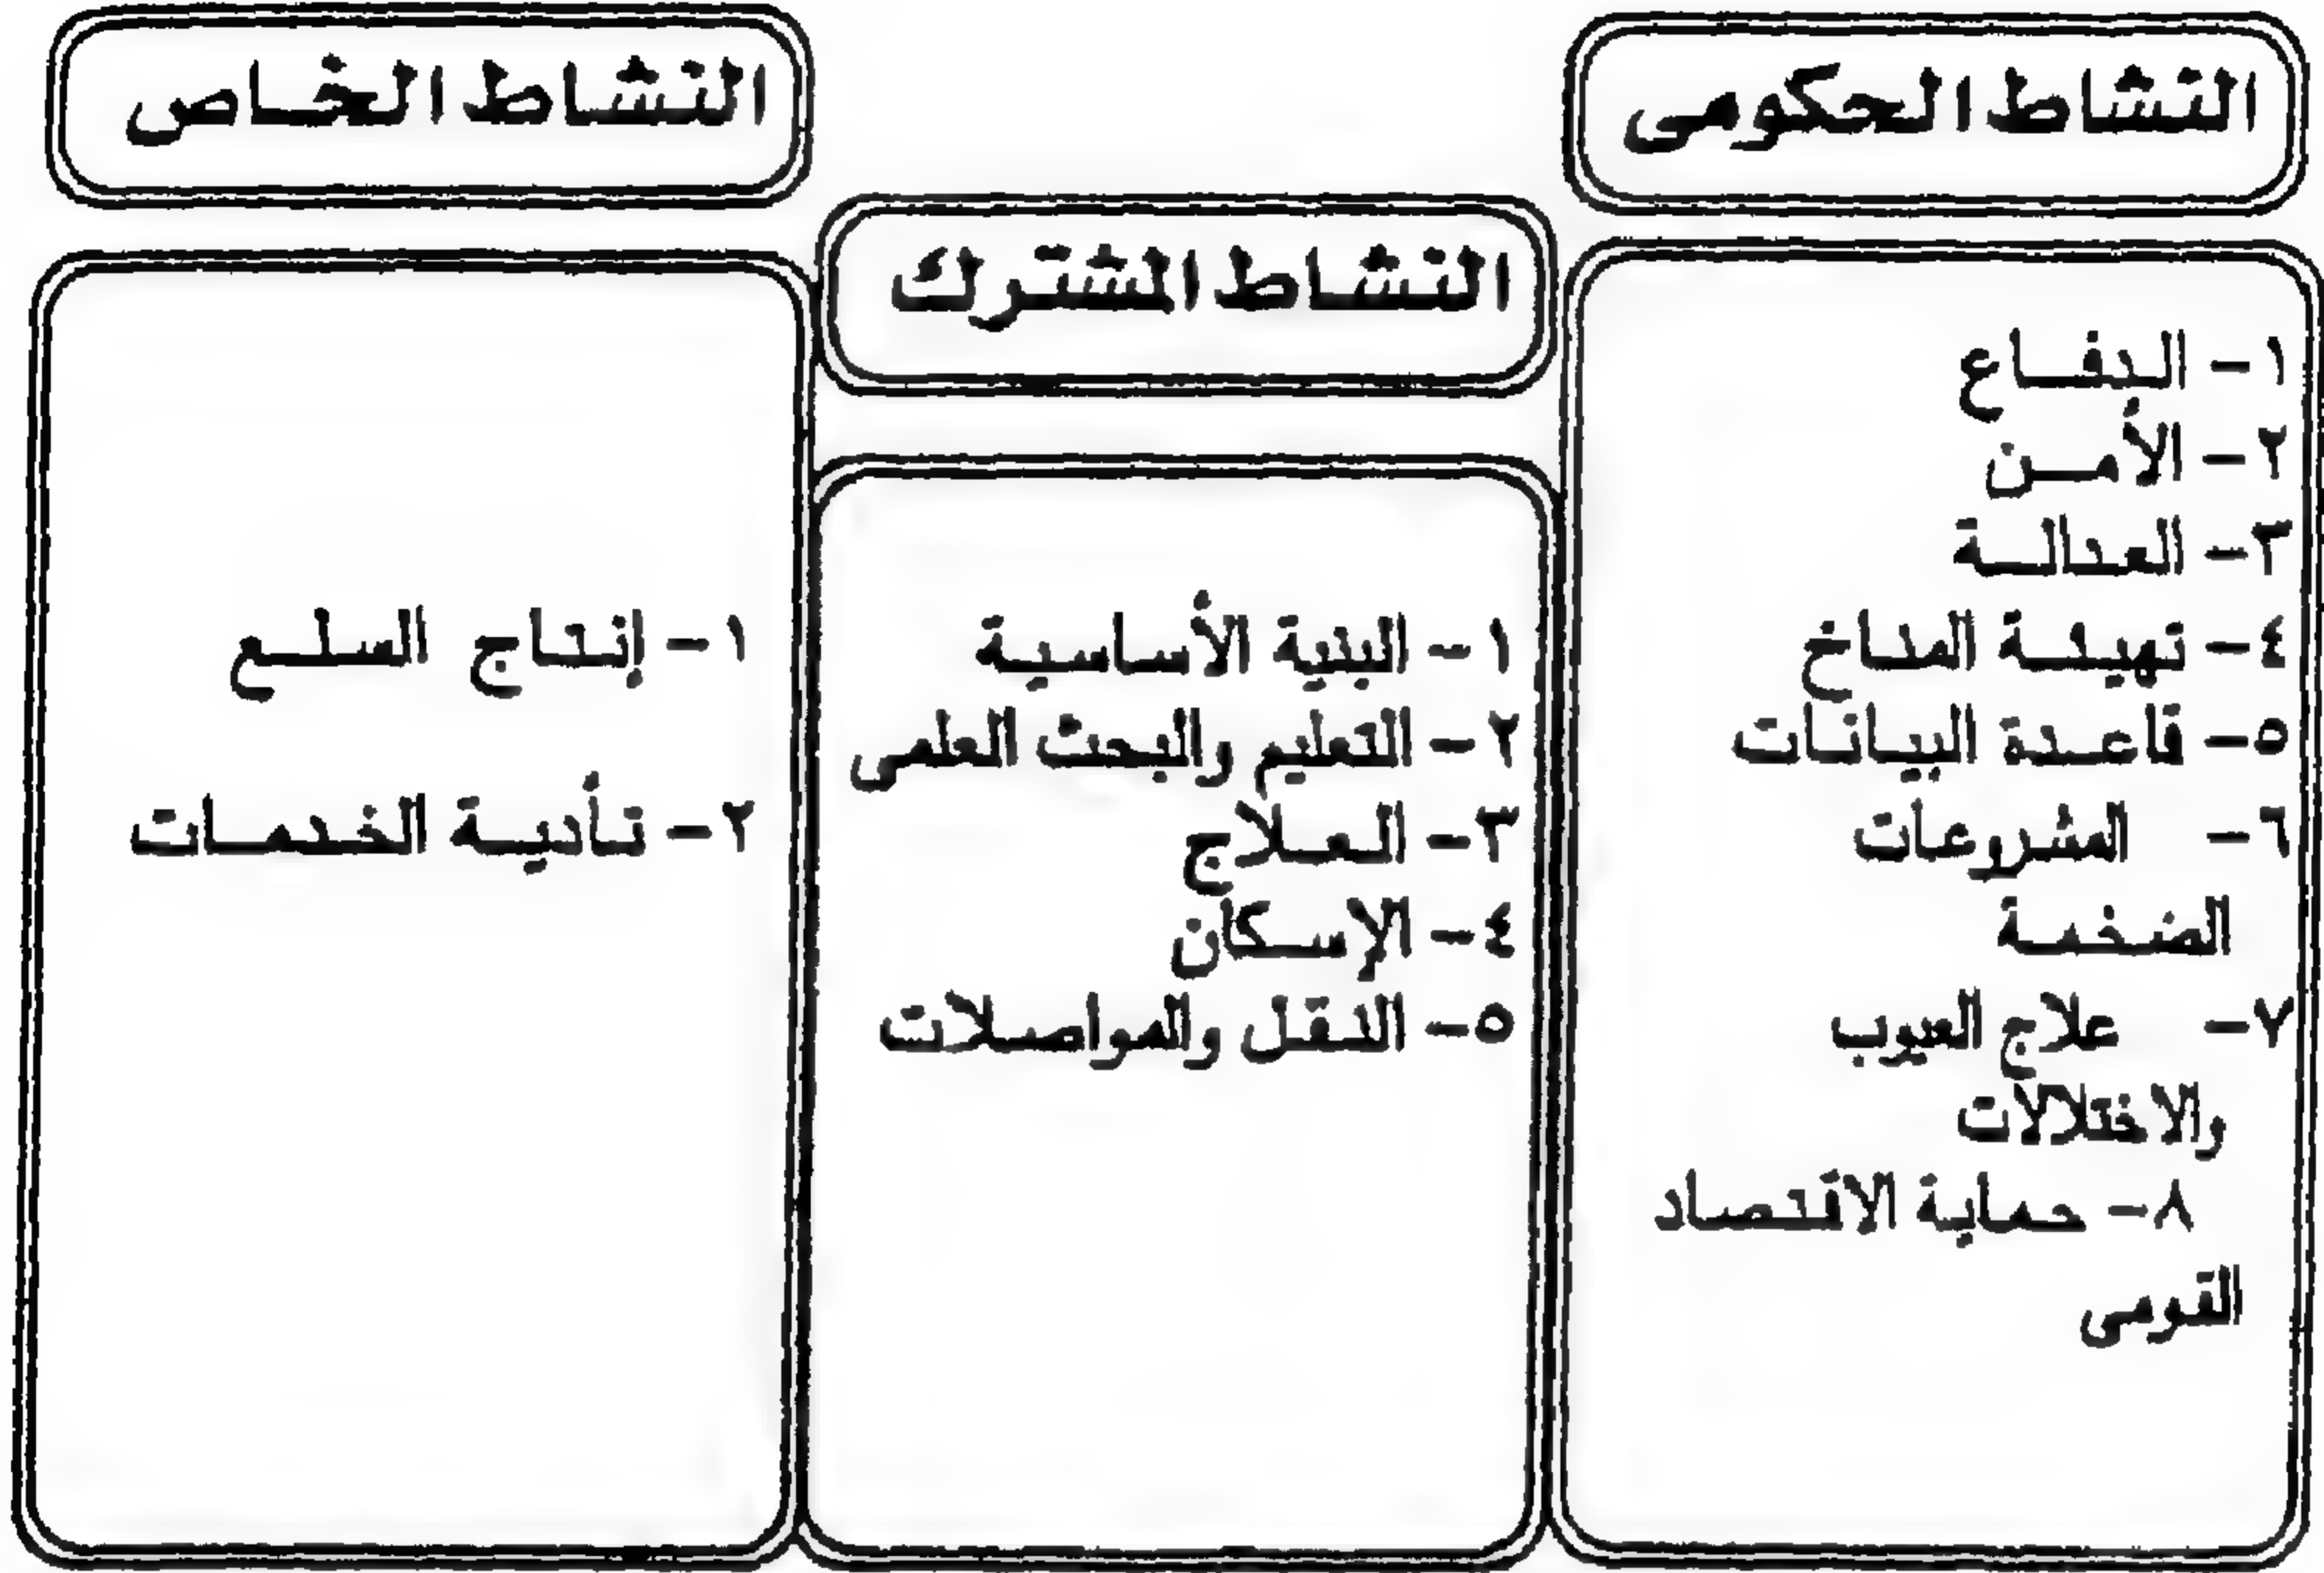 النشاط الحكومى
١- الدفاع
٢- الأمن
٣- العدالة
٤- تهيئة المناخ
٥- قاعدة البيانات
٦- المشروعات
الضخمة
٧- علاج العيوب
والاختلالات
٨- حماية الاقتصاد
القومى
النشاط المشترك
١- البنية الأساسية
٢- التعليم والبحث العلمى
٣- العلاج
٤- الإسكان
٥- النقل والمواصلات
النشاط الخاص
١- إنتاج السلع
٢- تأدية الخدمات